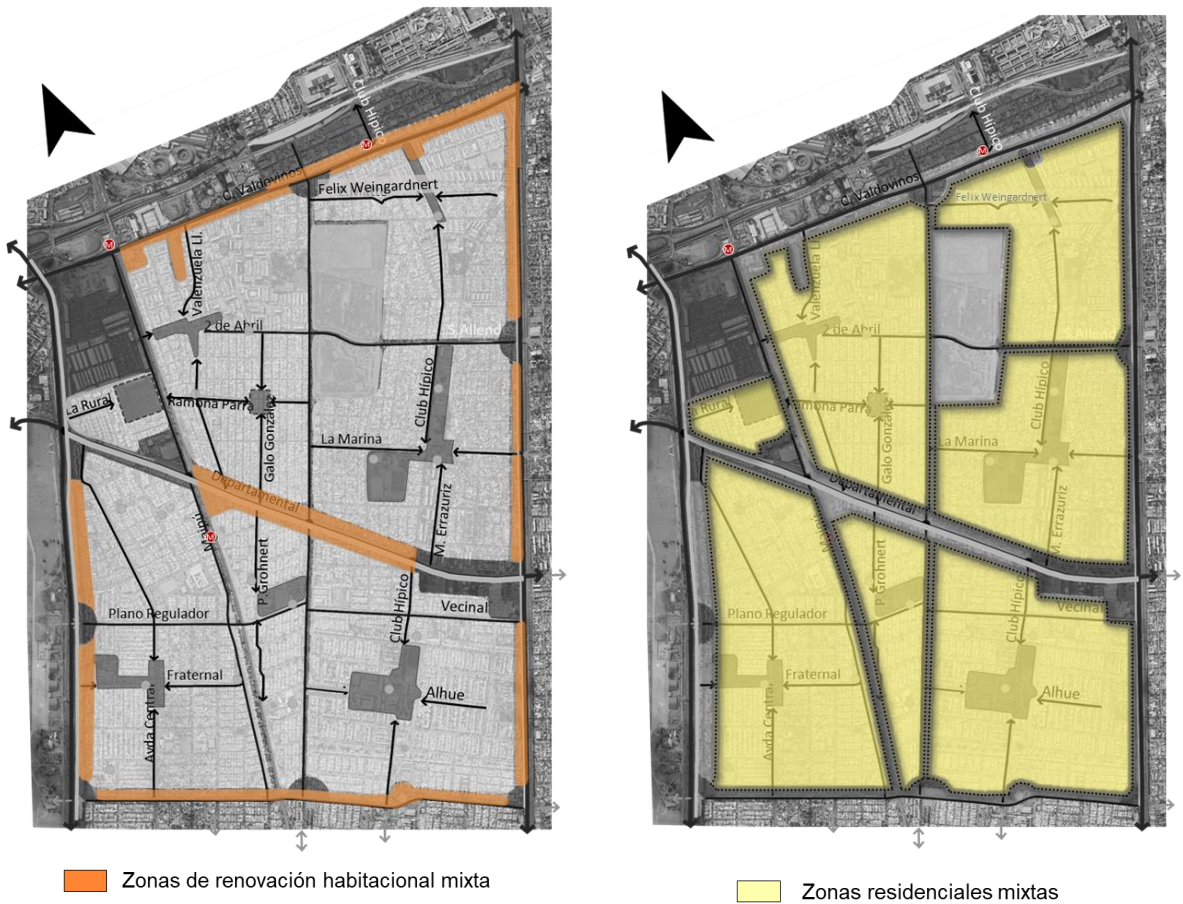 Club Hípico
C. Valdovinos
Felix Weingardnert
Valenzuela Ll.
2 de Abril
S.Allend
La Rural
Ramona Parra
Galo González
Club Hípico
La Marina
Departamental
M. Errazuriz
Maipú
P. Grohnert
Club Hípico
Plano Regulador
Vecinal
Fraternal
Avda Central
Alhue
Zonas de renovación habitacional mixta
Club Hípico
C. Valdovinos
Felix Weingardnert
Valenzuela Ll
2 de Abril
S.Allend
La Rural
Ramona Parra
Galo González
Club Hípico
La Marina
Departamental
M. Errazuriz
P. Grohnert
Club Hípico
Plano Regulador
Vecinal
Fraternal
Avda Central
Alhue
Zonas residenciales mixtas